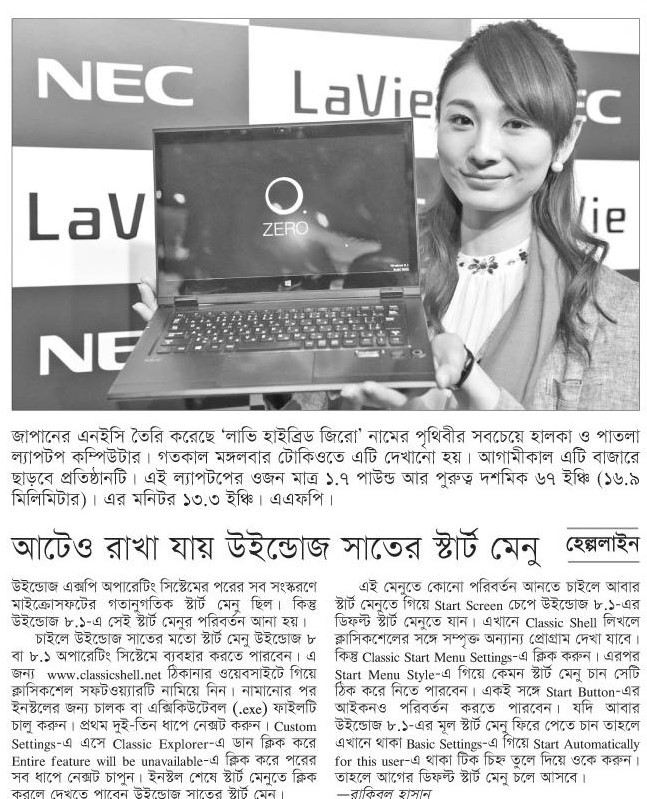 NEC
LaVie
NEC
LaVie
NEC
ZERO
জাপানের এনইসি তৈরি করেছে ‘লাভি হাইব্রিড জিরো’ নামের পৃথিবীর সবচেয়ে হালকা ও পাতলা
ল্যাপটপ কম্পিউটার। গতকাল মঙ্গলবার টোকিওতে এটি দেখানো হয়। আগামীকাল এটি বাজারে
ছাড়বে প্রতিষ্ঠানটি। এই ল্যাপটপের ওজন মাত্র ১.৭ পাউন্ড আর পুরুত্ব দশমিক ৬৭ ইঞ্চি (১৬.৯
মিলিমিটার)। এর মনিটর ১৩.৩ ইঞ্চি। এএফপি।
আটেও রাখা যায় উইন্ডোজ সাতের স্টার্ট মেনু
হেল্পলাইন
উইন্ডোজ এক্সপি অপারেটিং সিস্টেমের পরের সব সংস্করণে
মাইক্রোসফটের গতানুগতিক স্টার্ট মেনু ছিল। কিন্তু
উইন্ডোজ ৮.১-এ সেই স্টার্ট মেনুর পরিবর্তন আনা হয়।
চাইলে উইন্ডোজ সাতের মতো স্টার্ট মেনু উইন্ডোজ ৮
বা ৮.১ অপারেটিং সিস্টেমে ব্যবহার করতে পারবেন। এ
জন্য www.classicshell.net ঠিকানার ওয়েবসাইটে গিয়ে
ক্লাসিকশেল সফটওয়্যারটি নামিয়ে নিন। নামানোর পর
ইনস্টলের জন্য চালক বা এক্সিকিউটেবল (.exe) ফাইলটি
চালু করুন। প্রথম দুই-তিন ধাপে নেক্সট করুন। Custom
Settings-এ এসে Classic Explorer-এ ডান ক্লিক করে
Entire feature will be unavailable-এ ক্লিক করে পরের
সব ধাপে নেক্সট চাপুন। ইনস্টল শেষে স্টার্ট মেনুতে ক্লিক
করলে দেখতে পাবেন উইন্ডোজ সাতের স্টার্ট মেনু।
এই মেনুতে কোনো পরিবর্তন আনতে চাইলে আবার
স্টার্ট মেনুতে গিয়ে Start Screen চেপে উইন্ডোজ ৮.১-এর
ডিফল্ট স্টার্ট মেনুতে যান। এখানে Classic Shell লিখলে
ক্লাসিকশেলের সঙ্গে সম্পৃক্ত অন্যান্য প্রোগ্রাম দেখা যাবে।
কিন্তু Classic Start Menu Settings-এ ক্লিক করুন। এরপর
Start Menu Style-এ গিয়ে কেমন স্টার্ট মেনু চান সেটি
ঠিক করে নিতে পারবেন। একই সঙ্গে Start Button-এর
আইকনও পরিবর্তন করতে পারবেন। যদি আবার
উইন্ডোজ ৮.১-এর মূল স্টার্ট মেনু ফিরে পেতে চান তাহলে
এখানে থাকা Basic Settings-এ গিয়ে Start Automatically
for this user-এ থাকা টিক চিহ্ন তুলে দিয়ে ওকে করুন।
তাহলে আগের ডিফল্ট স্টার্ট মেনু চলে আসবে।
—রাকিবুল হাসান